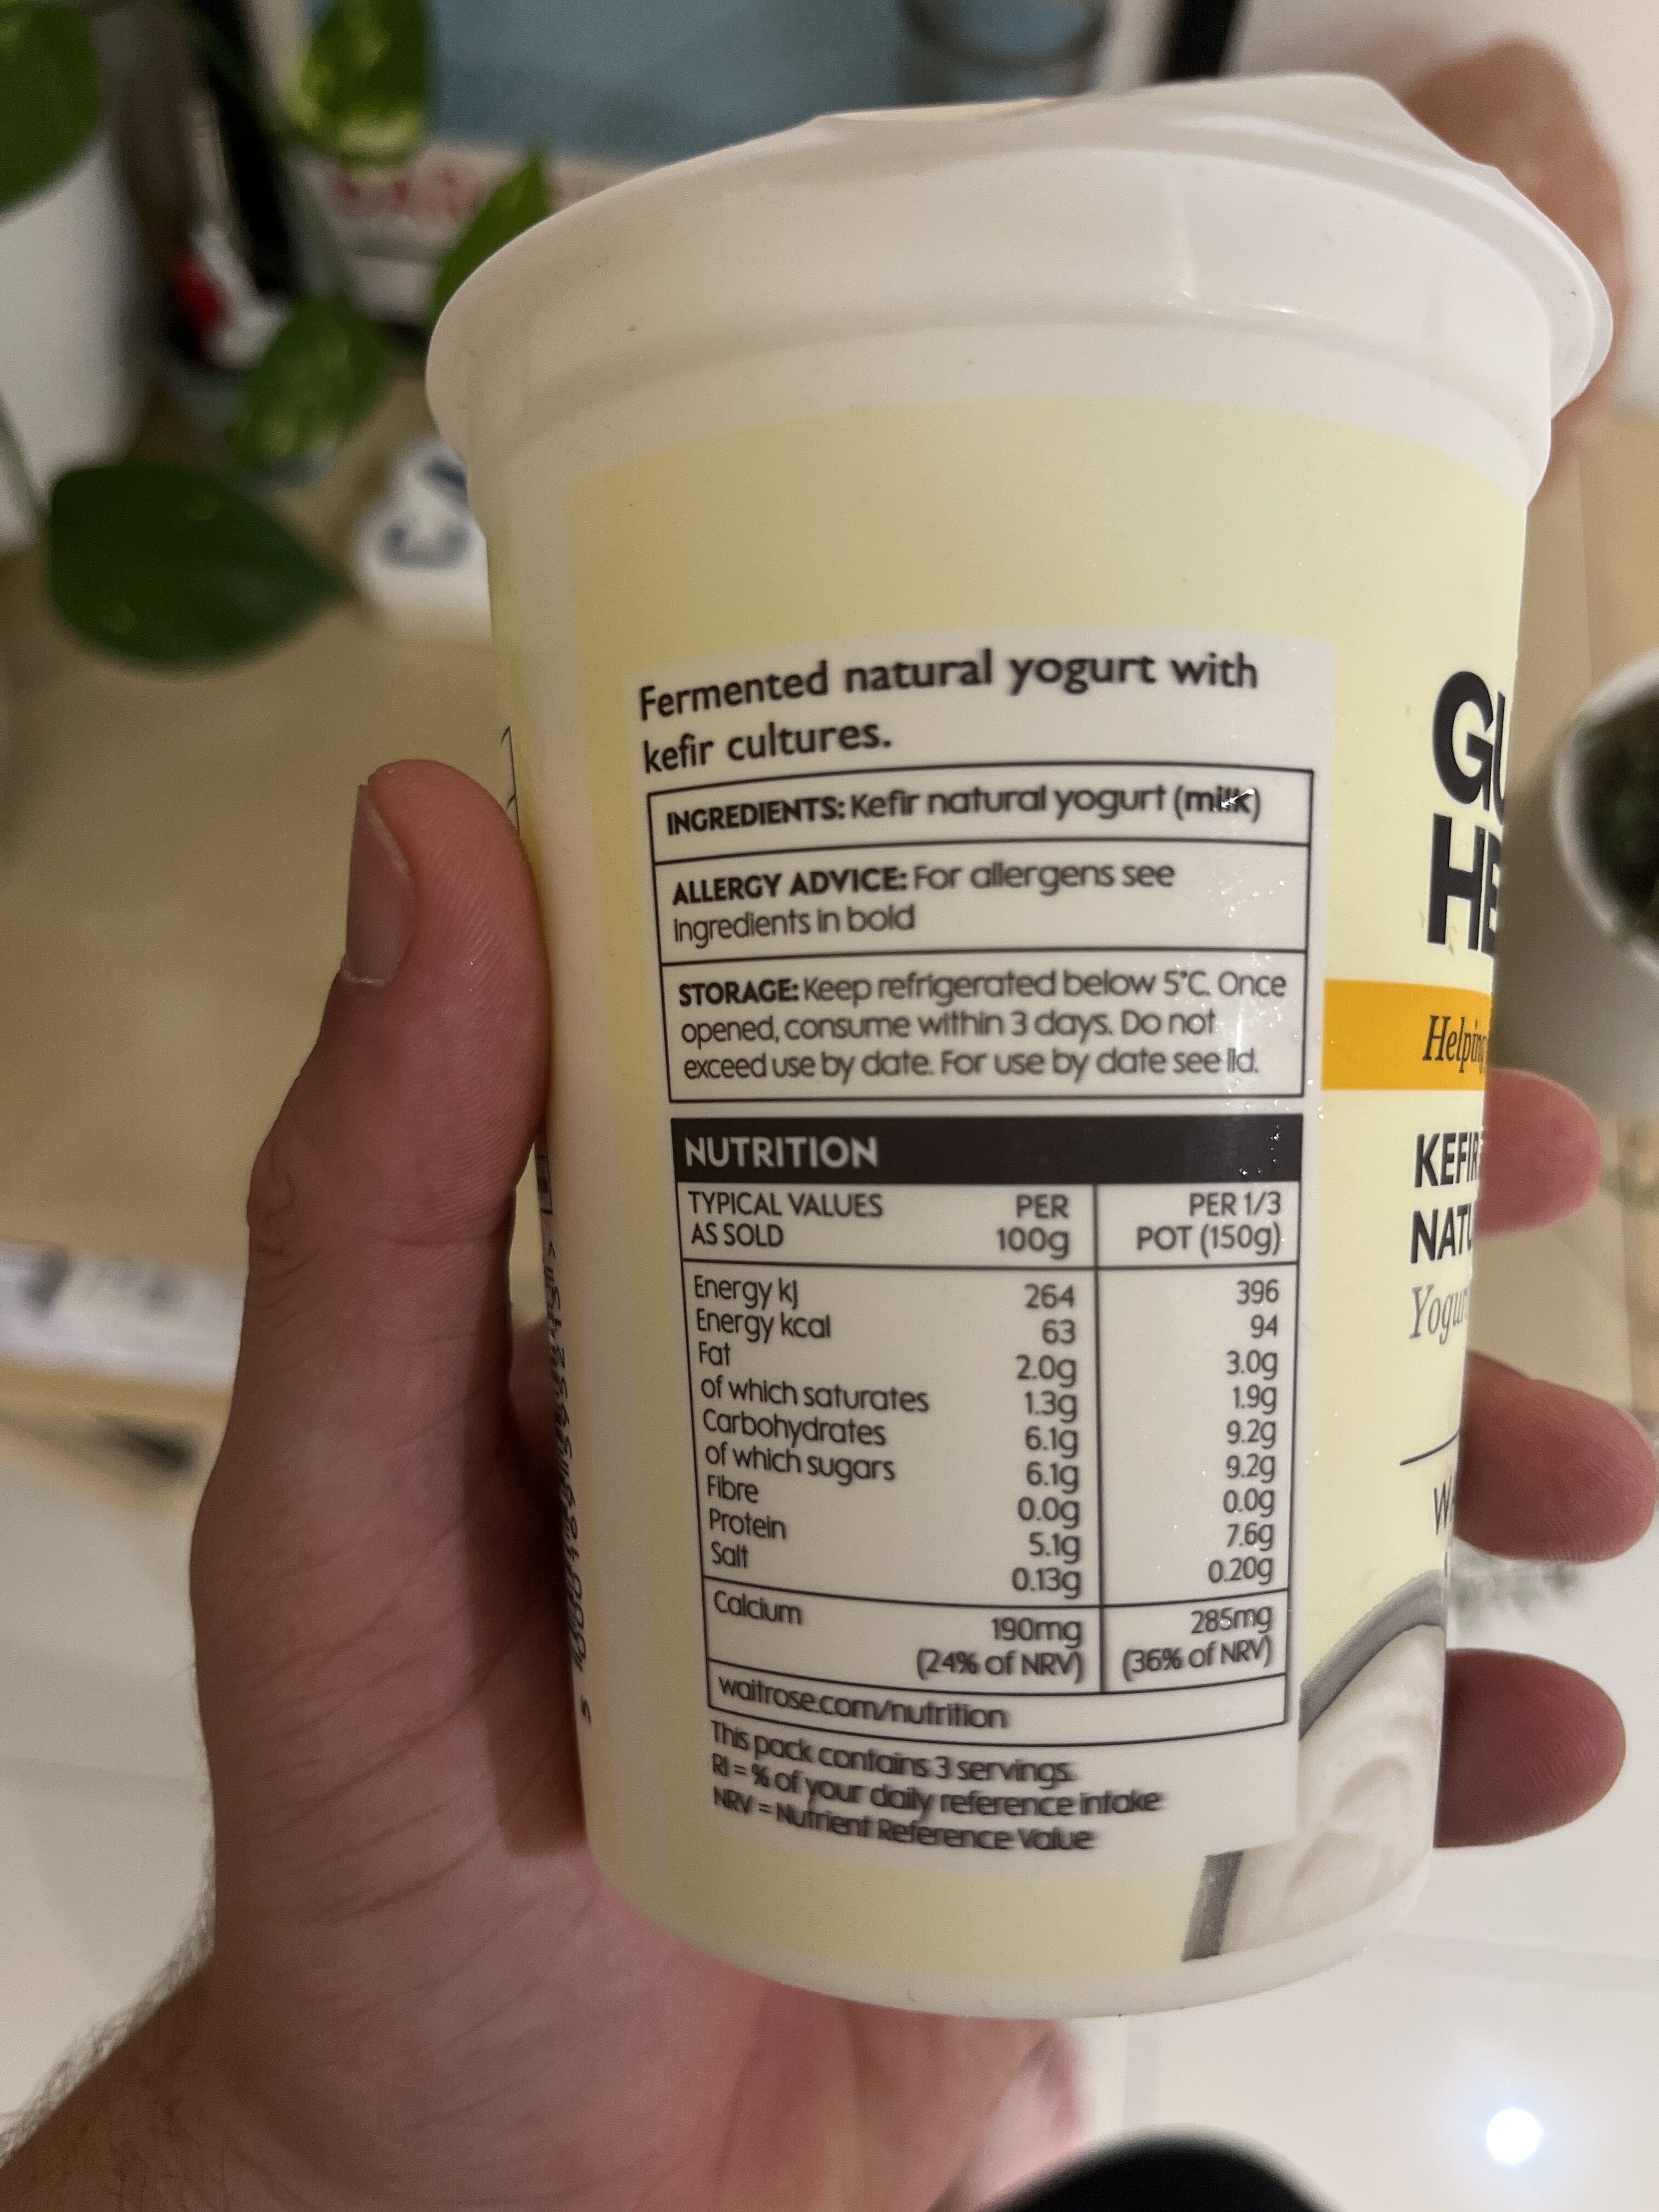 Fermented natural yogurt with
kefir cultures.
INGREDIENTS: Kefir natural yogurt (milk)
ALLERGY ADVICE: For allergens see
ingredients in bold
STORAGE: Keep refrigerated below 5°C. Once
opened, consume within 3 days. Do not
exceed use by date. For use by date see lid.
NUTRITION
TYPICAL VALUES AS SOLD PER 100g PER 1/3 POT (150g)
Energy kJ 264 396
Energy kcal 63 94
Fat 2.0g 3.0g
of which saturates 1.3g 1.9g
Carbohydrates 6.1g 9.2g
of which sugars 6.1g 9.2g
Fibre 0.0g 0.0g
Protein 5.1g 7.6g
Salt 0.13g 0.20g
Calcium 190mg 285mg
(24% of NRV) (36% of NRV)
waitrose.com/nutrition
This pack contains 3 servings.
RI = % of your daily reference intake
NRV = Nutrient Reference Value
GU
HE
Helping
KEFIR
NATU
Yogu
W